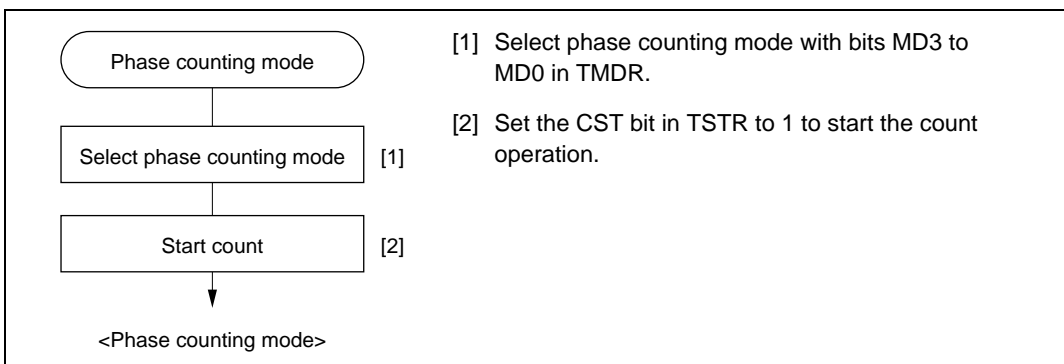 Phase counting mode
Select phase counting mode [1]
Start count [2]
<Phase counting mode>
[1] Select phase counting mode with bits MD3 to
MD0 in TMDR.
[2] Set the CST bit in TSTR to 1 to start the count
operation.